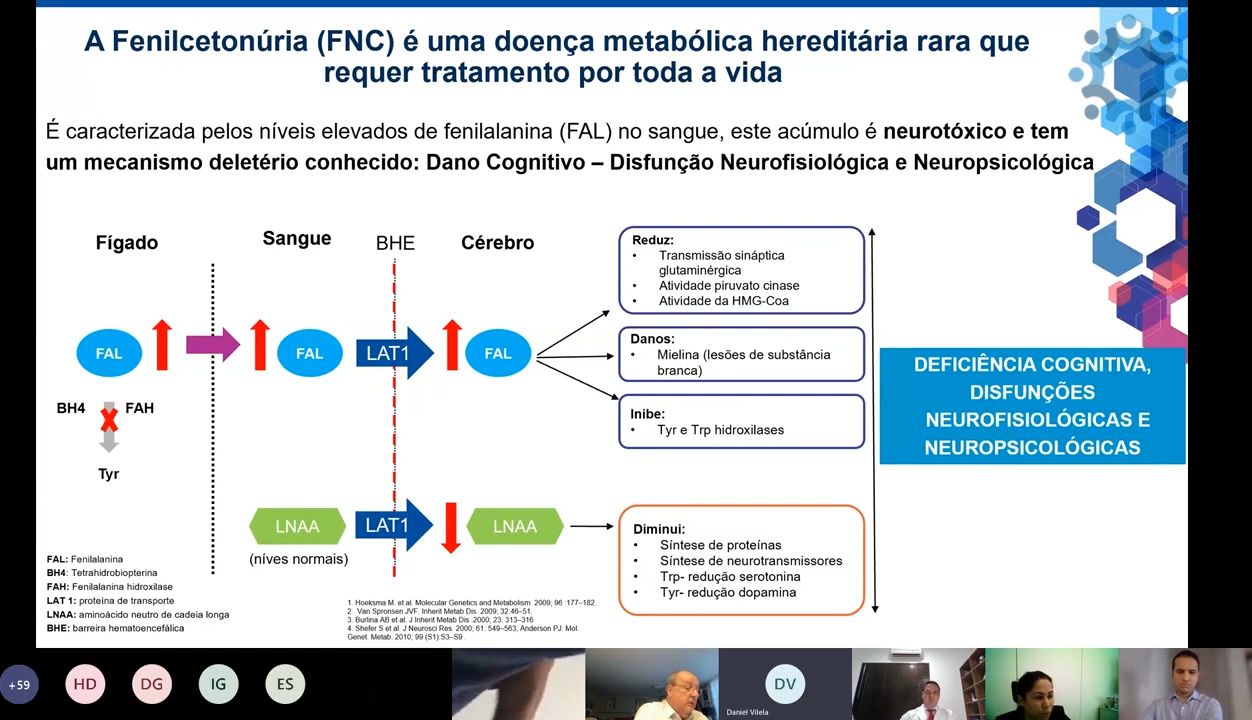 A Fenilcetonúria (FNC) é uma doença metabólica hereditária rara que
requer tratamento por toda a vida
É caracterizada pelos níveis elevados de fenilalanina (FAL) no sangue, este acúmulo é neurotóxico e tem
um mecanismo deletério conhecido: Dano Cognitivo – Disfunção Neurofisiológica e Neuropsicológica
Fígado
Sangue
BHE
Cérebro
FAL
FAL
LAT1
FAL
BH4
FAH
Tyr
Reduz:
• Transmissão sináptica
glutaminérgica
• Atividade piruvato cinase
• Atividade da HMG-Coa
Danos:
• Mielina (lesões de substância
branca)
Inibe:
• Tyr e Trp hidroxilases
DEFICIÊNCIA COGNITIVA,
DISFUNÇÕES
NEUROFISIOLÓGICAS E
NEUROPSICOLÓGICAS
LNAA
LAT1
LNAA
(níves normais)
Diminui:
• Síntese de proteínas
• Síntese de neurotransmissores
• Trp- redução serotonina
• Tyr- redução dopamina
FAL: Fenilalanina
BH4: Tetrahidrobiopterina
FAH: Fenilalanina hidroxilase
LAT 1: proteína de transporte
LNAA: aminoácido neutro de cadeia longa
BHE: barreira hematoencefálica
1. Hoeksma M. et al. Molecular Genetics and Metabolism. 2009; 96 :177–182.
2. Van Spronsen JVF. Inherit Metab Dis. 2009; 32:46–51.
3. Burlina AB et al. J Inherit Metab Dis .2000; 23: 313–316
4. Shefer S et al. J Neurosci Res. 2000; 61: 549–563; Anderson PJ. Mol.
Genet. Metab. 2010; 99 (S1):S3–S9 .
+59
HD
DG
IG
ES
DV
Daniel Vilela